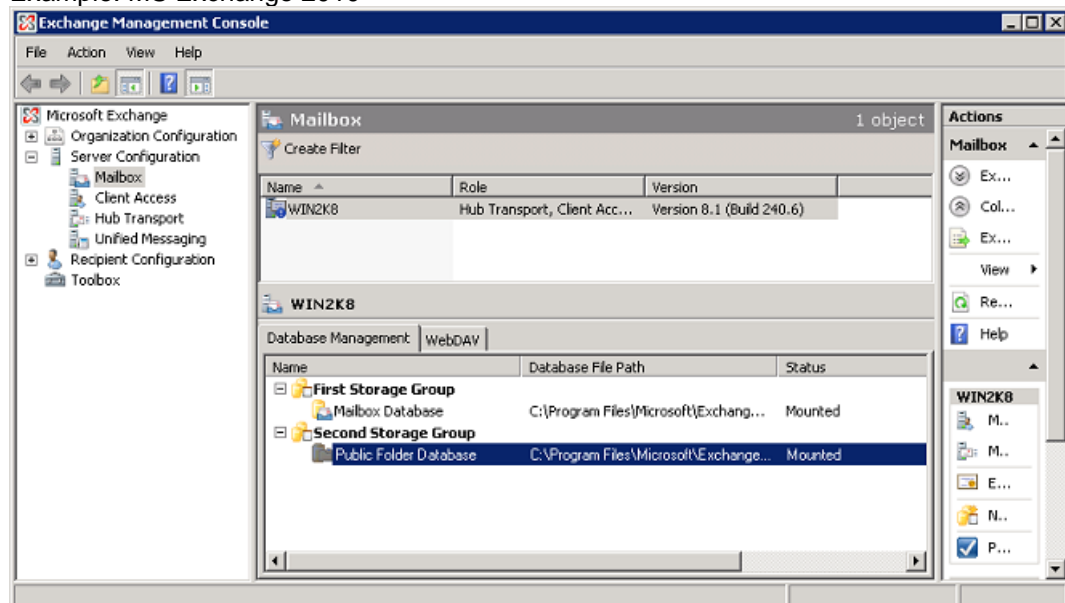 Exchange Management Console
File Action View Help
Microsoft Exchange
Organization Configuration
Server Configuration
Mailbox
Client Access
Hub Transport
Unified Messaging
Recipient Configuration
Toolbox
Mailbox 1 object
Create Filter
Name Role Version
WIN2K8 Hub Transport, Client Acc... Version 8.1 (Build 240.6)
WIN2K8
Database Management WebDAV
Name Database File Path Status
First Storage Group
Mailbox Database C:\Program Files\Microsoft\Exchang... Mounted
Second Storage Group
Public Folder Database C:\Program Files\Microsoft\Exchange... Mounted
Actions
Mailbox
Ex...
Col...
Ex...
View
Re...
Help
WIN2K8
M..
M..
E...
N..
P...